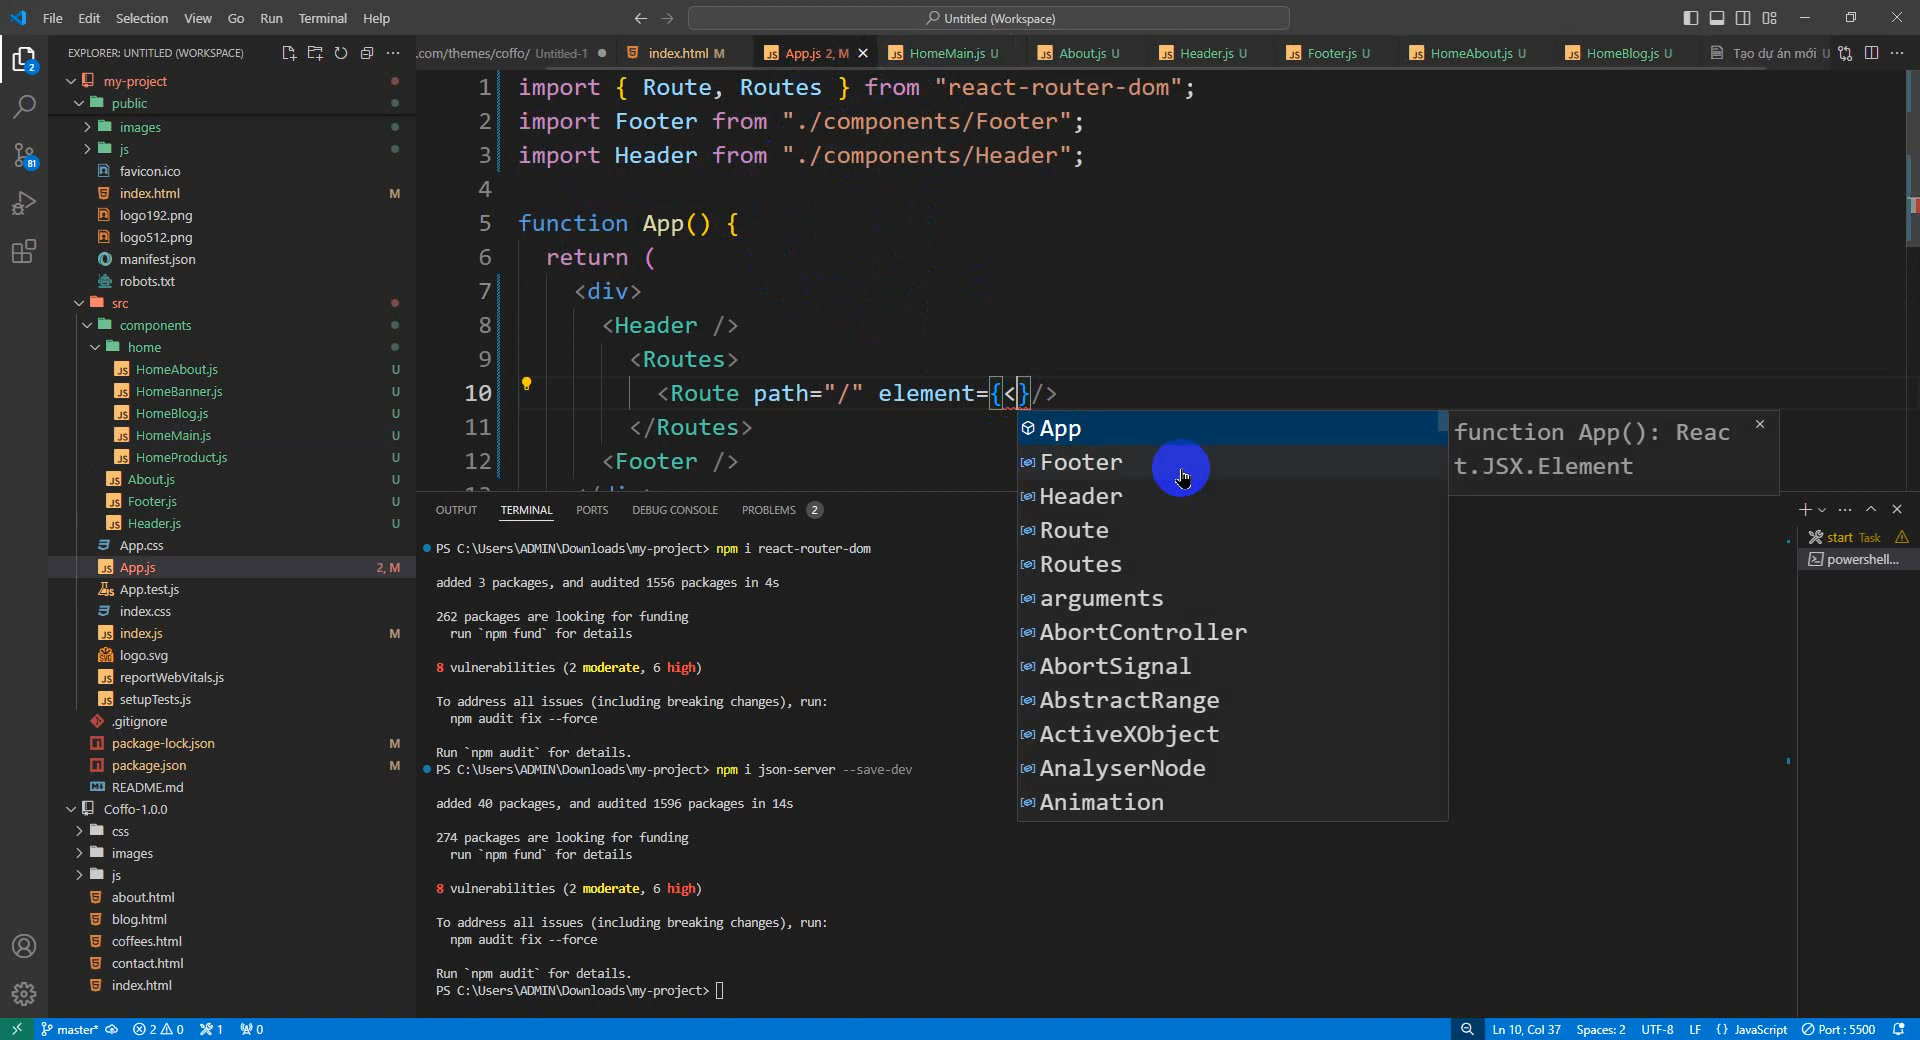 File Edit Selection View Go Run Terminal Help
Untitled (Workspace)
EXPLORER: UNTITLED (WORKSPACE)
.com/themes/coffo/ Untitled-1
index.html M
App.js 2, M
HomeMain.js U
About.js U
Header.js U
Footer.js U
HomeAbout.js U
HomeBlog.js U
Tạo dự án mới U
2
81
my-project
public
images
js
favicon.ico
index.html M
logo192.png
logo512.png
manifest.json
robots.txt
src
components
home
HomeAbout.js U
HomeBanner.js U
HomeBlog.js U
HomeMain.js U
HomeProduct.js U
About.js U
Footer.js U
Header.js U
App.css
App.js 2, M
App.test.js
index.css
index.js M
logo.svg
reportWebVitals.js
setupTests.js
.gitignore
package-lock.json M
package.json M
README.md
Coffo-1.0.0
css
images
js
about.html
blog.html
coffees.html
contact.html
index.html
1 import { Route, Routes } from "react-router-dom";
2 import Footer from "./components/Footer";
3 import Header from "./components/Header";
4
5 function App() {
6 return (
7 <div>
8 <Header />
9 <Routes>
10 <Route path="/" element={<}/>
11 </Routes>
12 <Footer />
App
Footer
Header
Route
Routes
arguments
AbortController
AbortSignal
AbstractRange
ActiveXObject
AnalyserNode
Animation
function App(): Reac
t.JSX.Element
OUTPUT TERMINAL PORTS DEBUG CONSOLE PROBLEMS 2
PS C:\Users\ADMIN\Downloads\my-project> npm i react-router-dom
added 3 packages, and audited 1556 packages in 4s
262 packages are looking for funding
run `npm fund` for details
8 vulnerabilities (2 moderate, 6 high)
To address all issues (including breaking changes), run:
npm audit fix --force
Run `npm audit` for details.
PS C:\Users\ADMIN\Downloads\my-project> npm i json-server --save-dev
added 40 packages, and audited 1596 packages in 14s
274 packages are looking for funding
run `npm fund` for details
8 vulnerabilities (2 moderate, 6 high)
To address all issues (including breaking changes), run:
npm audit fix --force
Run `npm audit` for details.
PS C:\Users\ADMIN\Downloads\my-project>
start Task
powershell...
master* 2 0 1 0
Ln 10, Col 37 Spaces: 2 UTF-8 LF {} JavaScript Port : 5500